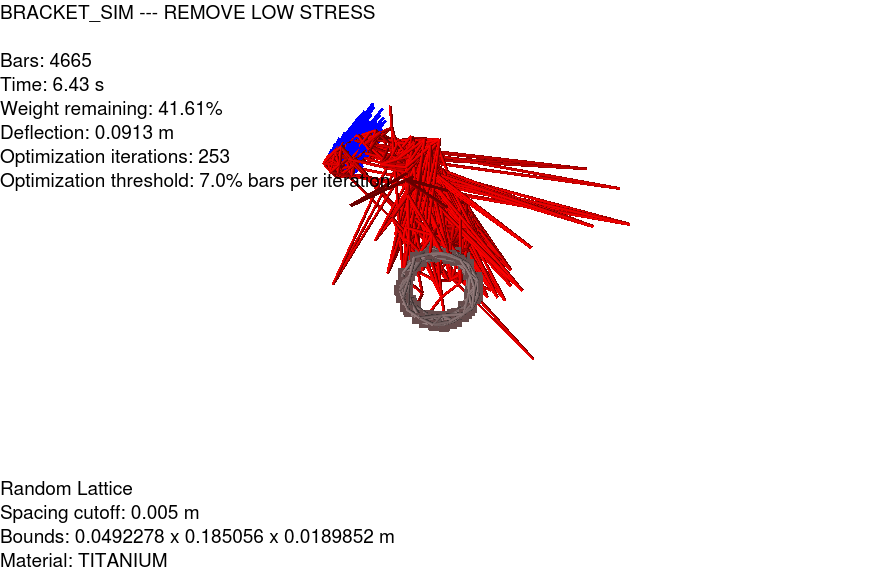 BRACKET_SIM --- REMOVE LOW STRESS
Bars: 4665
Time: 6.43 s
Weight remaining: 41.61%
Deflection: 0.0913 m
Optimization iterations: 253
Optimization threshold: 7.0% bars per iteration
Random Lattice
Spacing cutoff: 0.005 m
Bounds: 0.0492278 x 0.185056 x 0.0189852 m
Material: TITANIUM